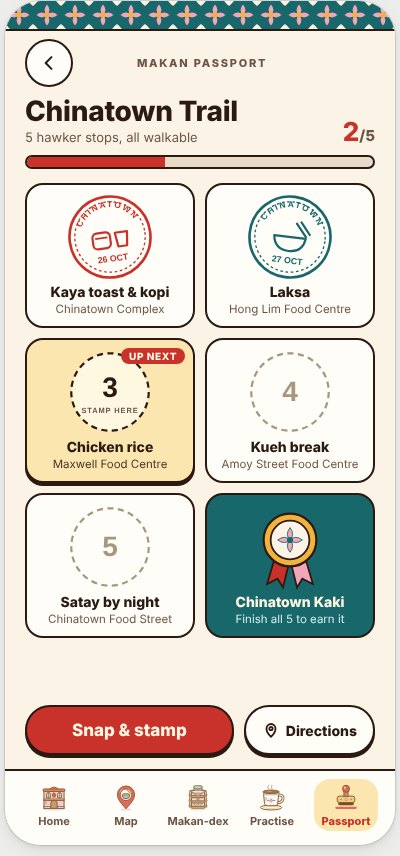 MAKAN PASSPORT
Chinatown Trail
5 hawker stops, all walkable
2/5
CHINATOWN
26 OCT
Kaya toast & kopi
Chinatown Complex
CHINATOWN
27 OCT
Laksa
Hong Lim Food Centre
UP NEXT
3
STAMP HERE
Chicken rice
Maxwell Food Centre
4
Kueh break
Amoy Street Food Centre
5
Satay by night
Chinatown Food Street
Chinatown Kaki
Finish all 5 to earn it
Snap & stamp
Directions
Home
Map
Makan-dex
Practise
Passport